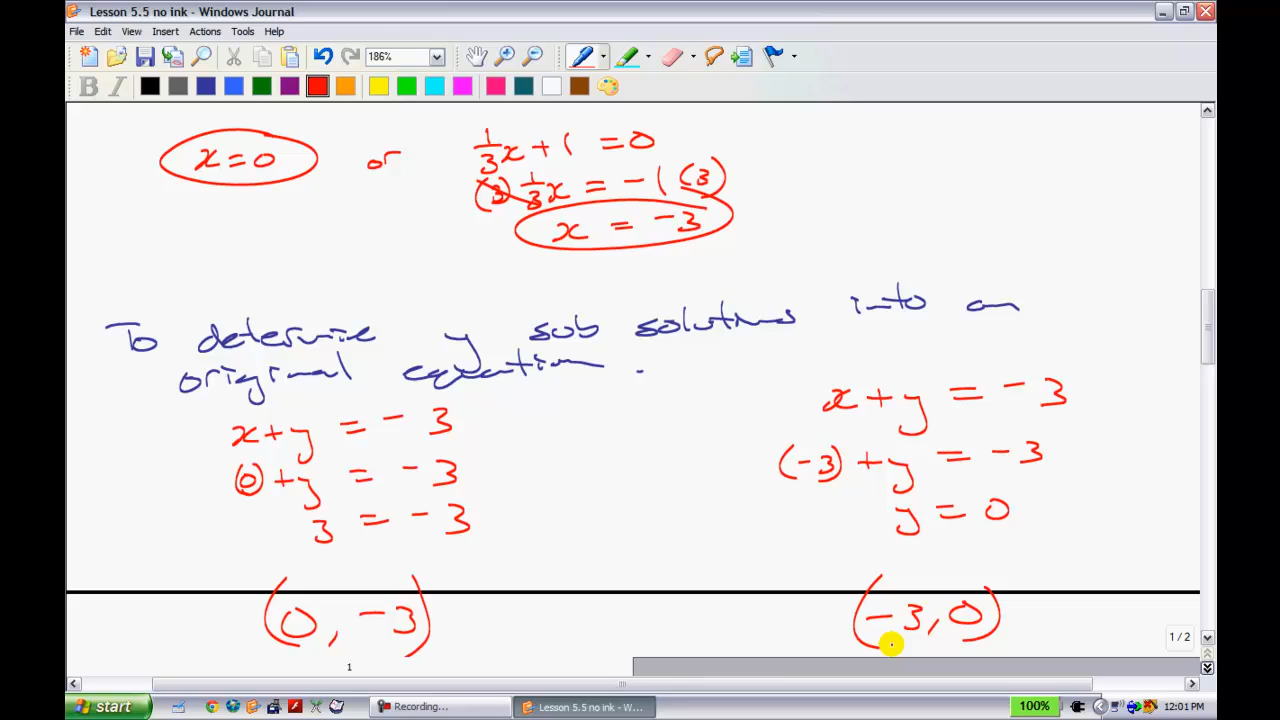 Lesson 5.5 no ink - Windows Journal
File Edit View Insert Actions Tools Help
186%
B I
x = 0 or 1/3 x + 1 = 0
(3) 1/3 x = -1 (3)
x = -3
To determine y sub solutions into an
original equation.
x + y = -3
(0) + y = -3
3 = -3
(0, -3)
x + y = -3
(-3) + y = -3
y = 0
(-3, 0)
1
1 / 2
start
Recording...
Lesson 5.5 no ink - W...
100%
12:01 PM